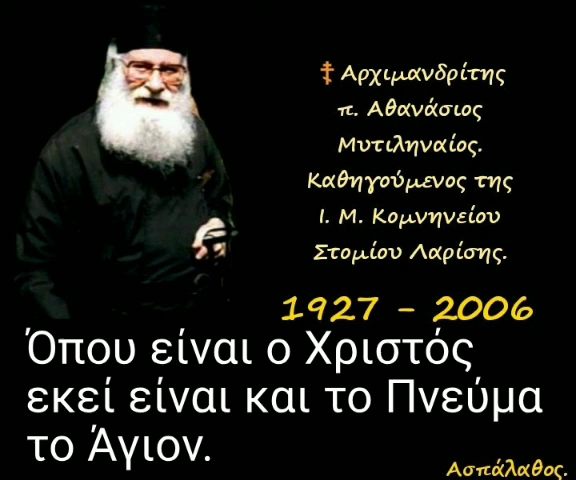 ☦ Αρχιμανδρίτης
π. Αθανάσιος
Μυτιληναίος.
Καθηγούμενος της
Ι. Μ. Κομνηνείου
Στομίου Λαρίσης.
1927 - 2006
Όπου είναι ο Χριστός
εκεί είναι και το Πνεύμα
το Άγιον.
Ασπάλαθος.